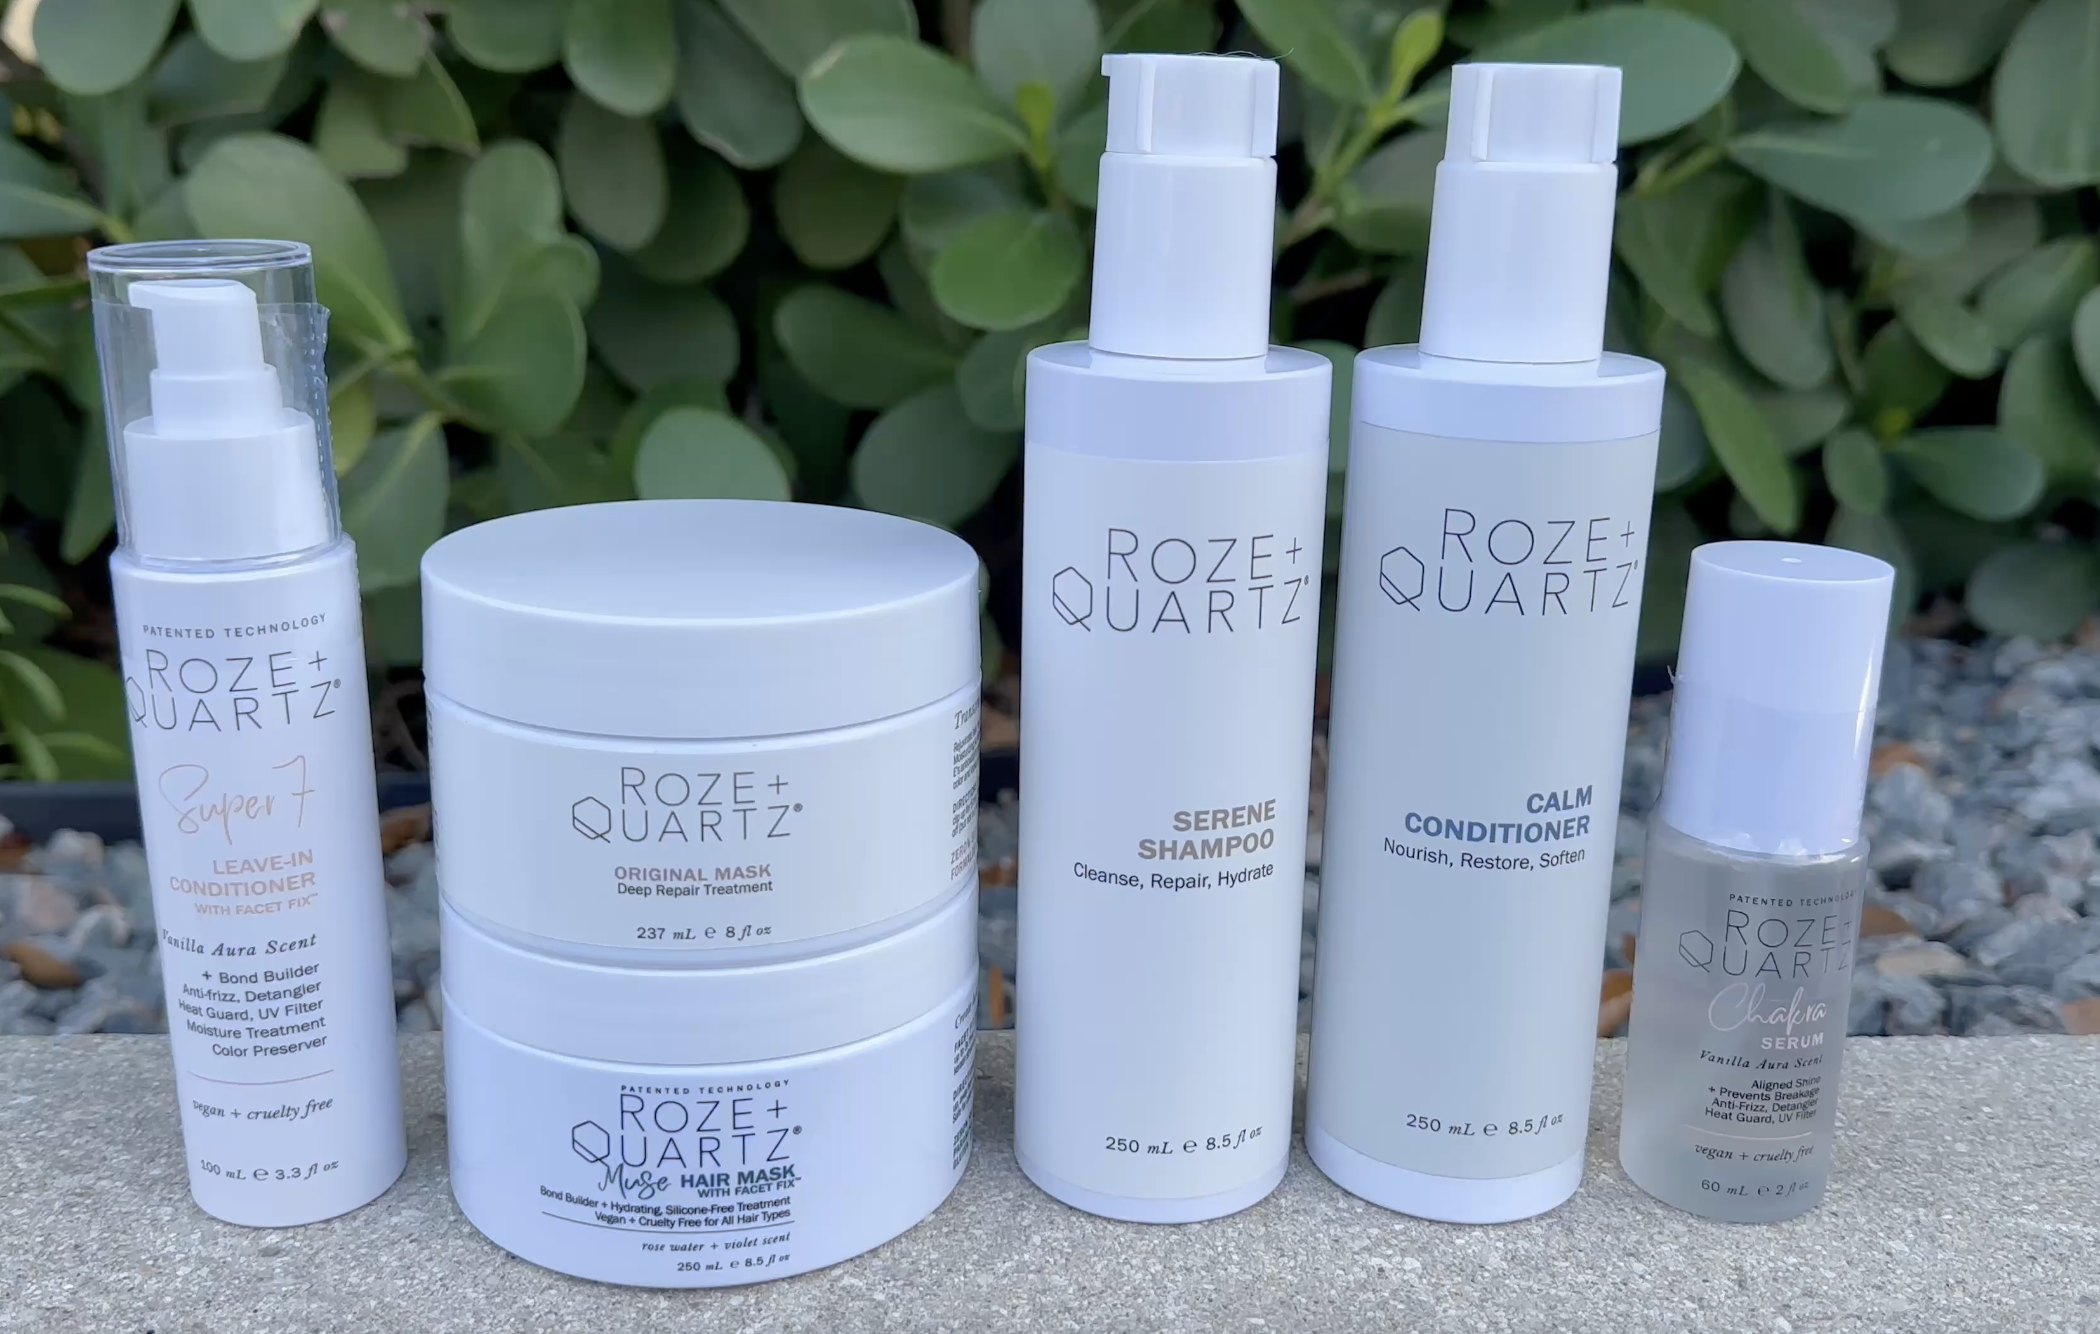 PATENTED TECHNOLOGY
ROZE+
QUARTZ®
Super 7
LEAVE-IN
CONDITIONER
WITH FACET FIX™
Vanilla Aura Scent
+ Bond Builder
Anti-frizz, Detangler
Heat Guard, UV Filter
Moisture Treatment
Color Preserver
vegan + cruelty free
100 mL e 3.3 fl oz
ROZE+
QUARTZ®
ORIGINAL MASK
Deep Repair Treatment
237 mL e 8 fl oz
PATENTED TECHNOLOGY
ROZE+
QUARTZ®
Muse HAIR MASK
WITH FACET FIX™
Bond Builder + Hydrating, Silicone-Free Treatment
Vegan + Cruelty Free for All Hair Types
rose water + violet scent
250 mL e 8.5 fl oz
ROZE+
QUARTZ®
SERENE
SHAMPOO
Cleanse, Repair, Hydrate
250 mL e 8.5 fl oz
ROZE+
QUARTZ®
CALM
CONDITIONER
Nourish, Restore, Soften
250 mL e 8.5 fl oz
PATENTED TECHNOLOGY
ROZE+
QUARTZ
Chakra
SERUM
Vanilla Aura Scent
Aligned Shine
+ Prevents Breakage
Anti-Frizz, Detangler
Heat Guard, UV Filter
vegan + cruelty free
60 mL e 2 fl oz